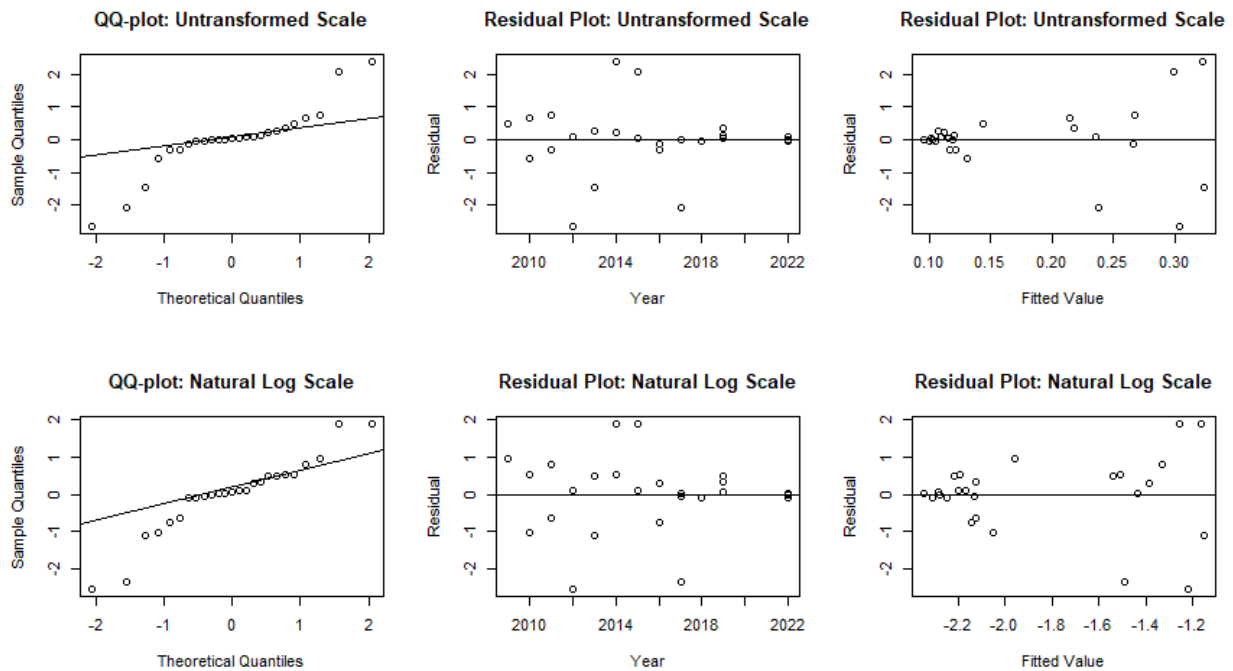 QQ-plot: Untransformed Scale
Sample Quantiles
2
1
0
-1
-2
-2 -1 0 1 2
Theoretical Quantiles
Residual Plot: Untransformed Scale
Residual
2
1
0
-1
-2
2010 2014 2018 2022
Year
Residual Plot: Untransformed Scale
Residual
2
1
0
-1
-2
0.10 0.15 0.20 0.25 0.30
Fitted Value
QQ-plot: Natural Log Scale
Sample Quantiles
2
1
0
-1
-2
-2 -1 0 1 2
Theoretical Quantiles
Residual Plot: Natural Log Scale
Residual
2
1
0
-1
-2
2010 2014 2018 2022
Year
Residual Plot: Natural Log Scale
Residual
2
1
0
-1
-2
-2.2 -2.0 -1.8 -1.6 -1.4 -1.2
Fitted Value